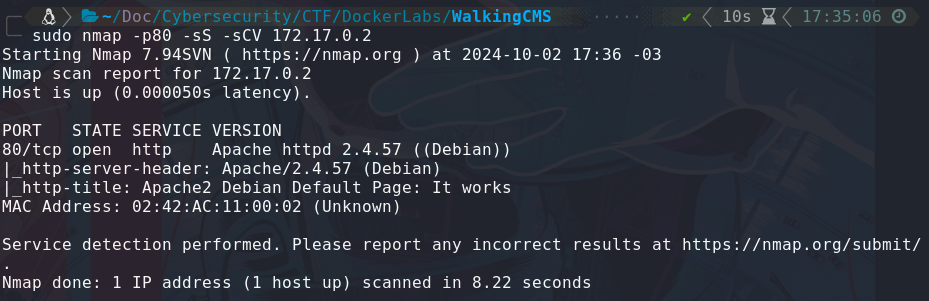 ~/Doc/Cybersecurity/CTF/DockerLabs/WalkingCMS ····· ✔ 10s 17:35:06
sudo nmap -p80 -sS -sCV 172.17.0.2
Starting Nmap 7.94SVN ( https://nmap.org ) at 2024-10-02 17:36 -03
Nmap scan report for 172.17.0.2
Host is up (0.000050s latency).
PORT   STATE SERVICE VERSION
80/tcp open  http    Apache httpd 2.4.57 ((Debian))
|_http-server-header: Apache/2.4.57 (Debian)
|_http-title: Apache2 Debian Default Page: It works
MAC Address: 02:42:AC:11:00:02 (Unknown)
Service detection performed. Please report any incorrect results at https://nmap.org/submit/
.
Nmap done: 1 IP address (1 host up) scanned in 8.22 seconds